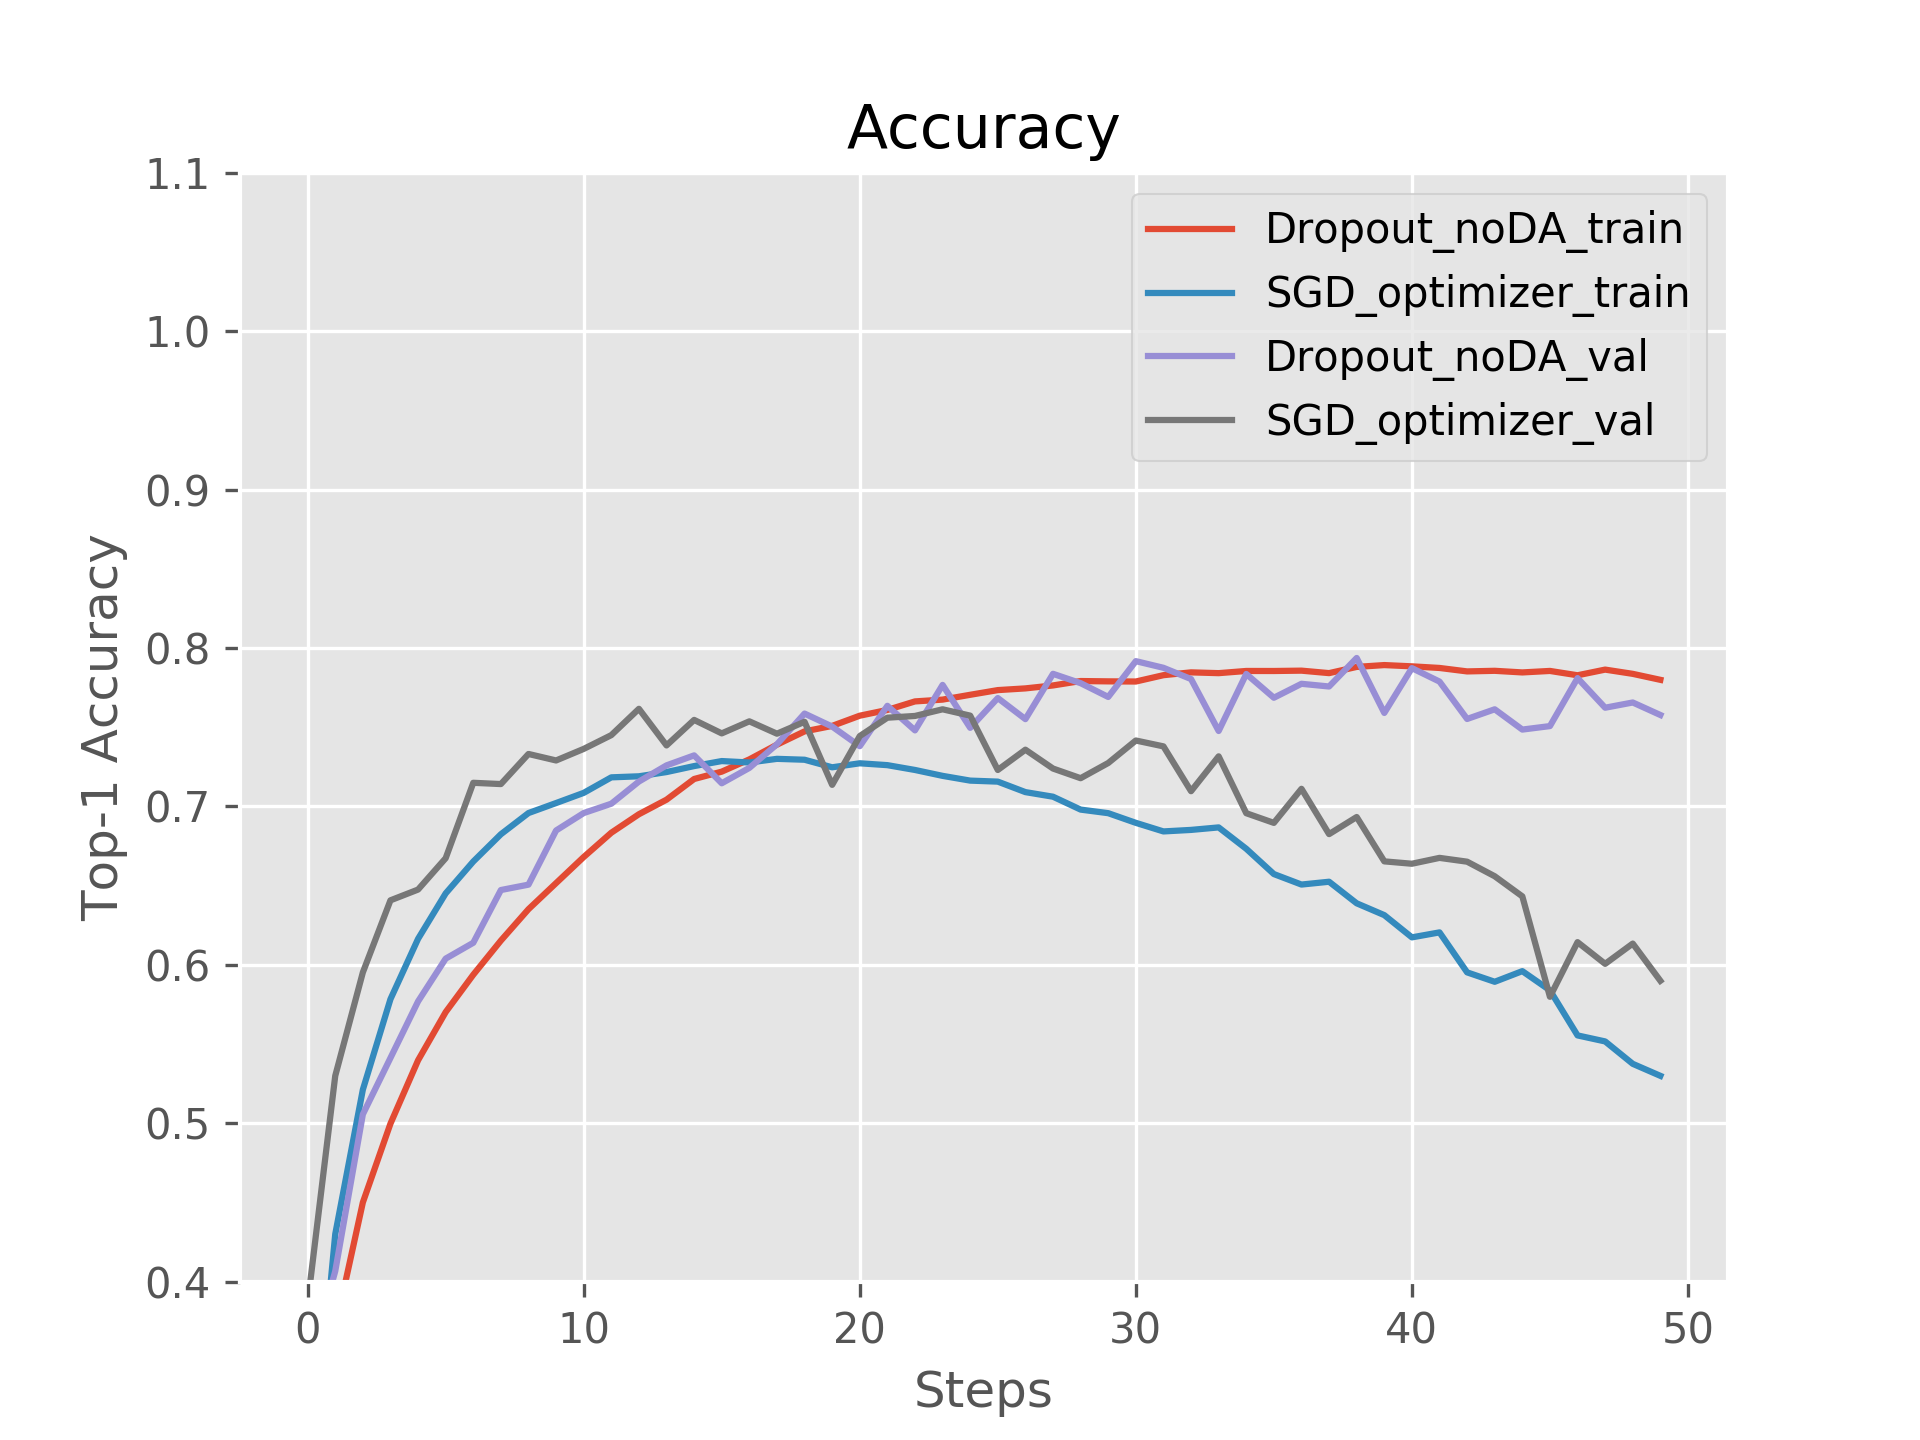 Accuracy
1.1
1.0
0.9
0.8
0.7
0.6
0.5
0.4
Top-1 Accuracy
Dropout_noDA_train
SGD_optimizer_train
Dropout_noDA_val
SGD_optimizer_val
0 10 20 30 40 50
Steps